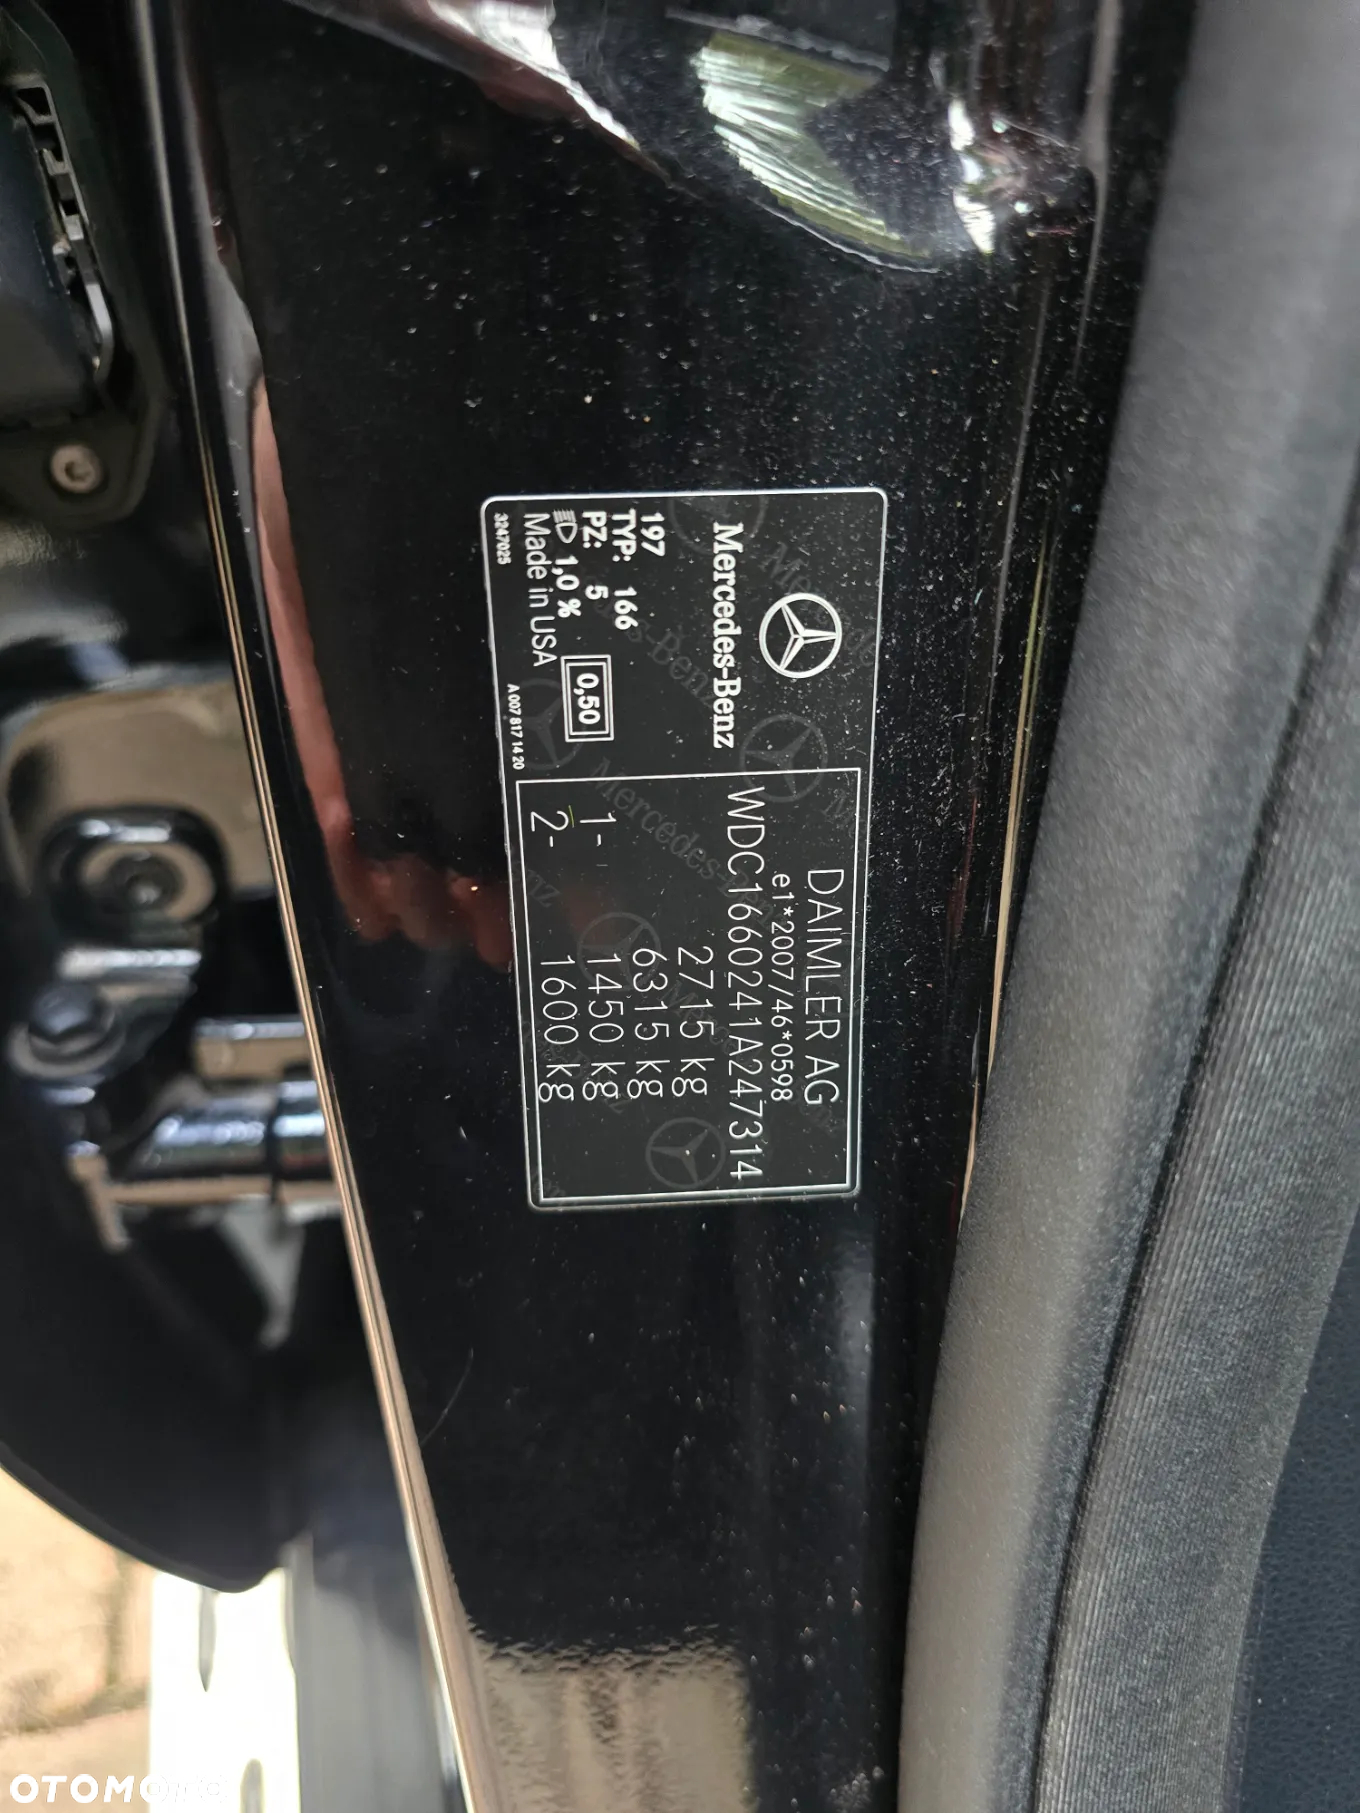 Mercedes-Benz
197
TYP: 166
PZ: 5
1,0 %
0,50
Made in USA
3247025
A 007 817 14 20
DAIMLER AG
e1*2007/46*0598
WDC1660241A247314
2715 kg
6315 kg
1- 1450 kg
2- 1600 kg
OTOMOTO